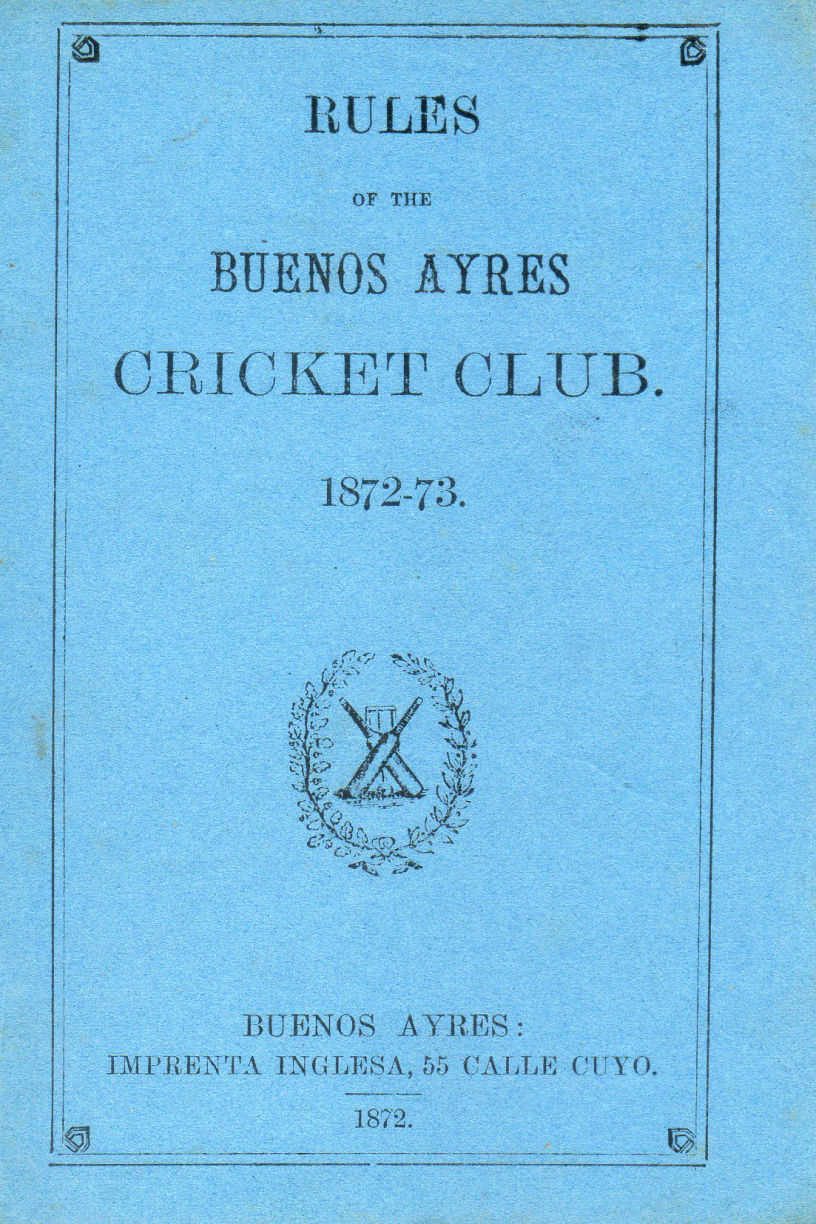 RULES
OF THE
BUENOS AYRES
CRICKET CLUB.
1872-73.
BUENOS AYRES:
IMPRENTA INGLESA, 55 CALLE CUYO.
1872.